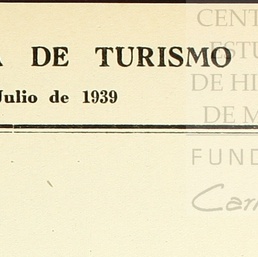 A DE TURISMO
Julio de 1939
CENT
ESTU
DE HI
DE M
FUND
Car